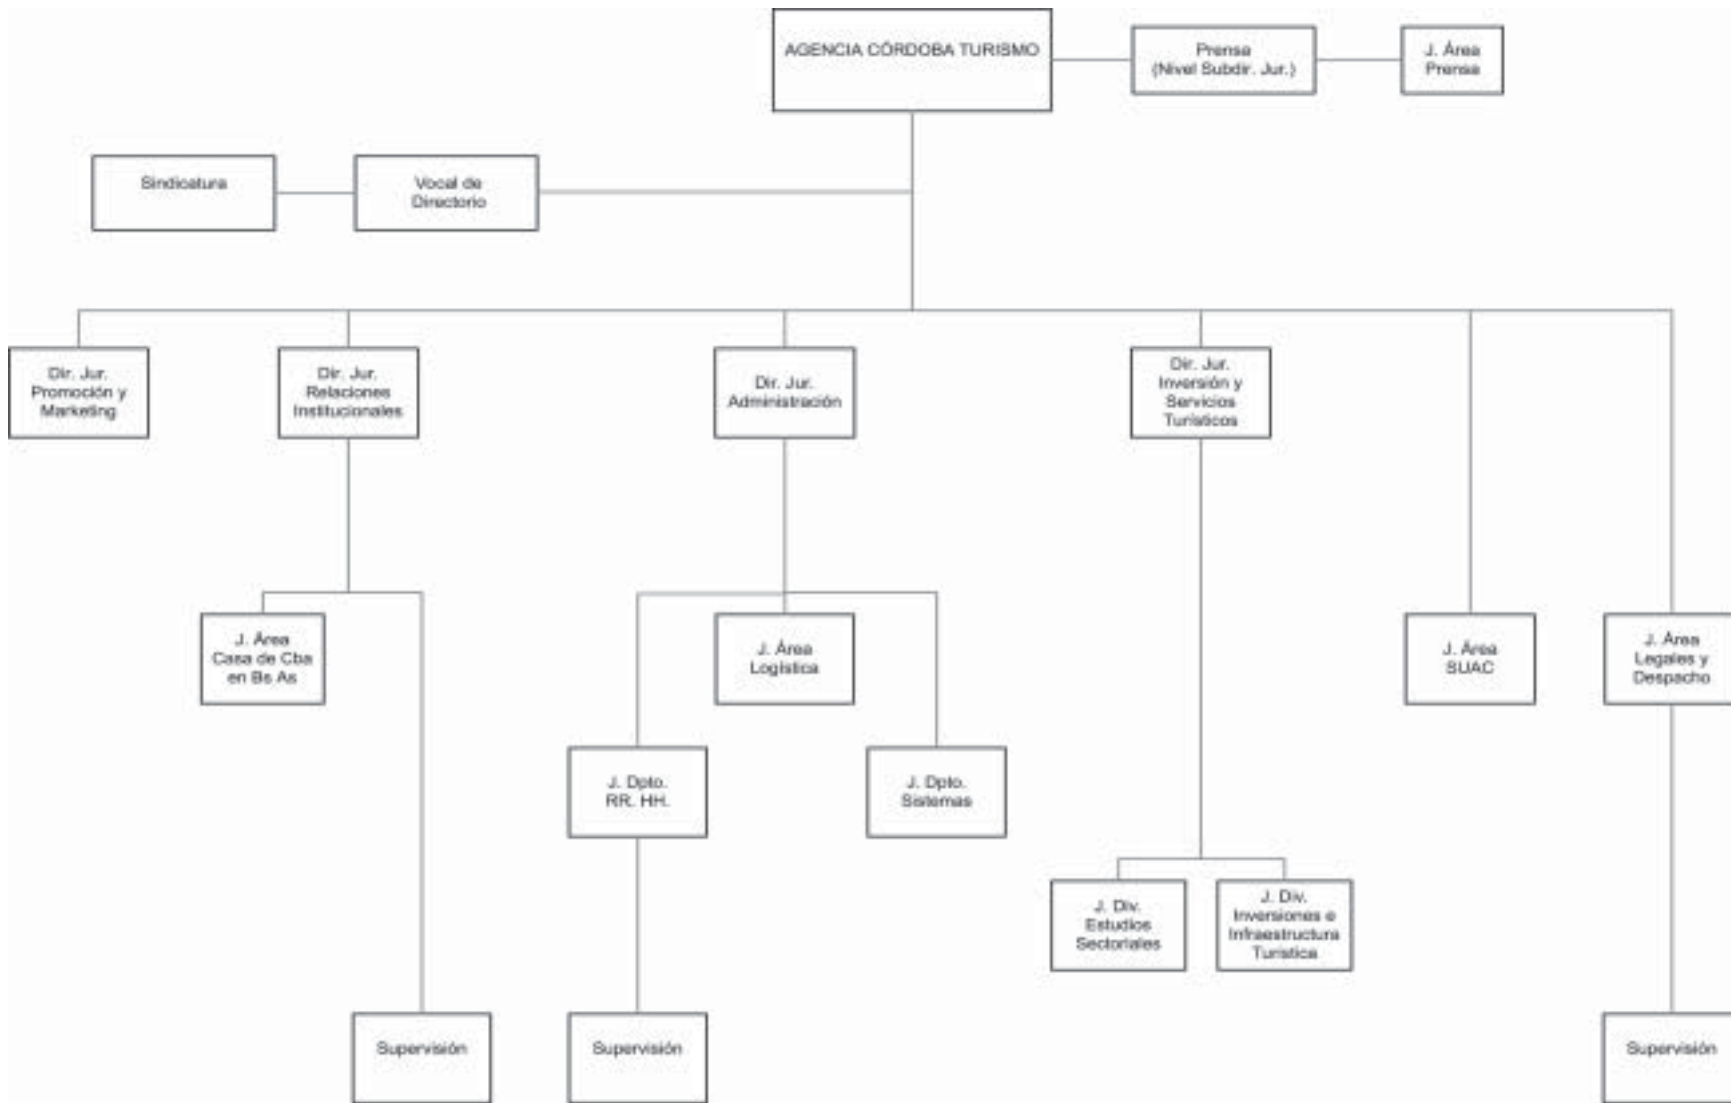 AGENCIA CÓRDOBA TURISMO
Prensa
(Nivel Subdir. Jur.)
J. Área
Prensa
Sindicatura
Vocal de
Directorio
Dir. Jur.
Promoción y
Marketing
Dir. Jur.
Relaciones
Institucionales
Dir. Jur.
Administración
Dir. Jur.
Inversión y
Servicios
Turísticos
J. Área
Casa de Cba
en Bs As
J. Área
Logística
J. Área
SUAC
J. Área
Legales y
Despacho
J. Dpto.
RR. HH.
J. Dpto.
Sistemas
J. Div.
Estudios
Sectoriales
J. Div.
Inversiones e
Infraestructura
Turística
Supervisión
Supervisión
Supervisión